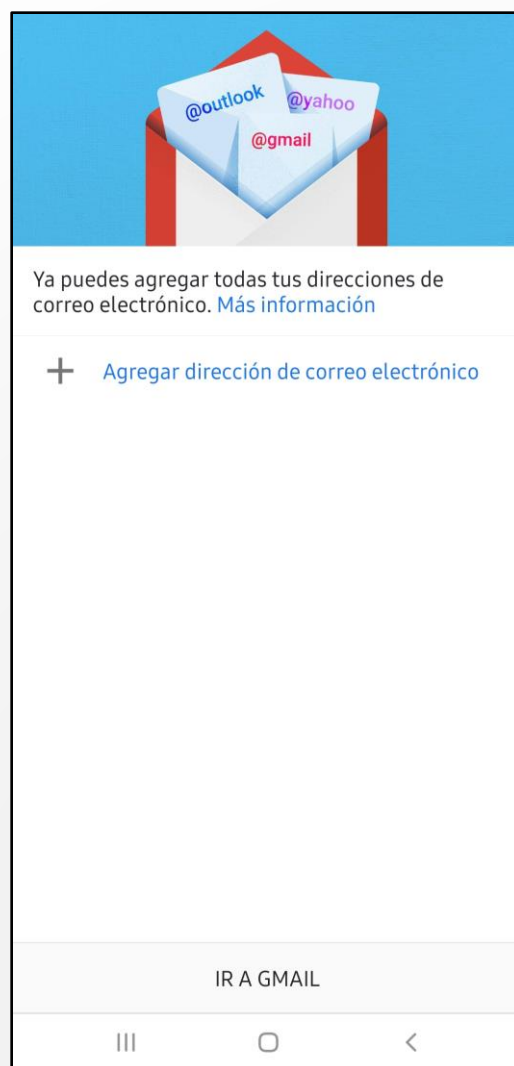 @outlook
@yahoo
@gmail
Ya puedes agregar todas tus direcciones de
correo electrónico. Más información
Agregar dirección de correo electrónico
IR A GMAIL